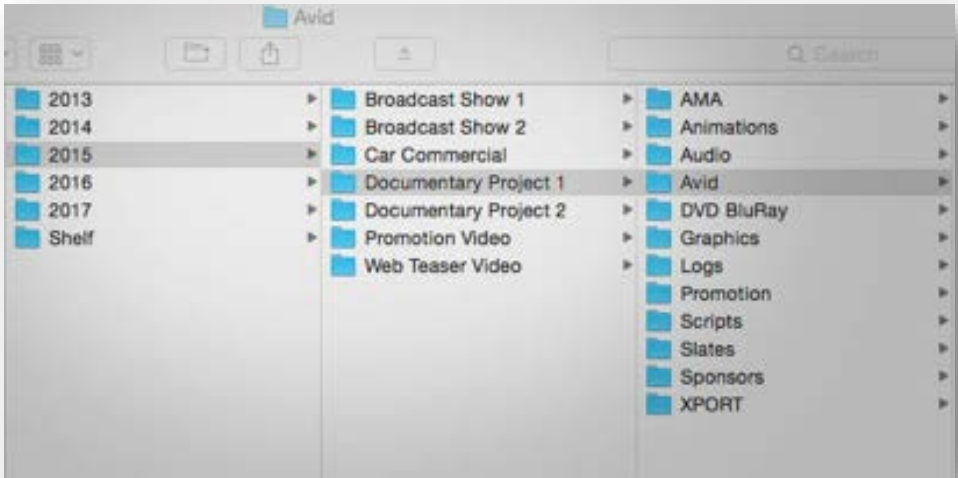 Avid
Search
2013
2014
2015
2016
2017
Shelf
Broadcast Show 1
Broadcast Show 2
Car Commercial
Documentary Project 1
Documentary Project 2
Promotion Video
Web Teaser Video
AMA
Animations
Audio
Avid
DVD BluRay
Graphics
Logs
Promotion
Scripts
Slates
Sponsors
XPORT